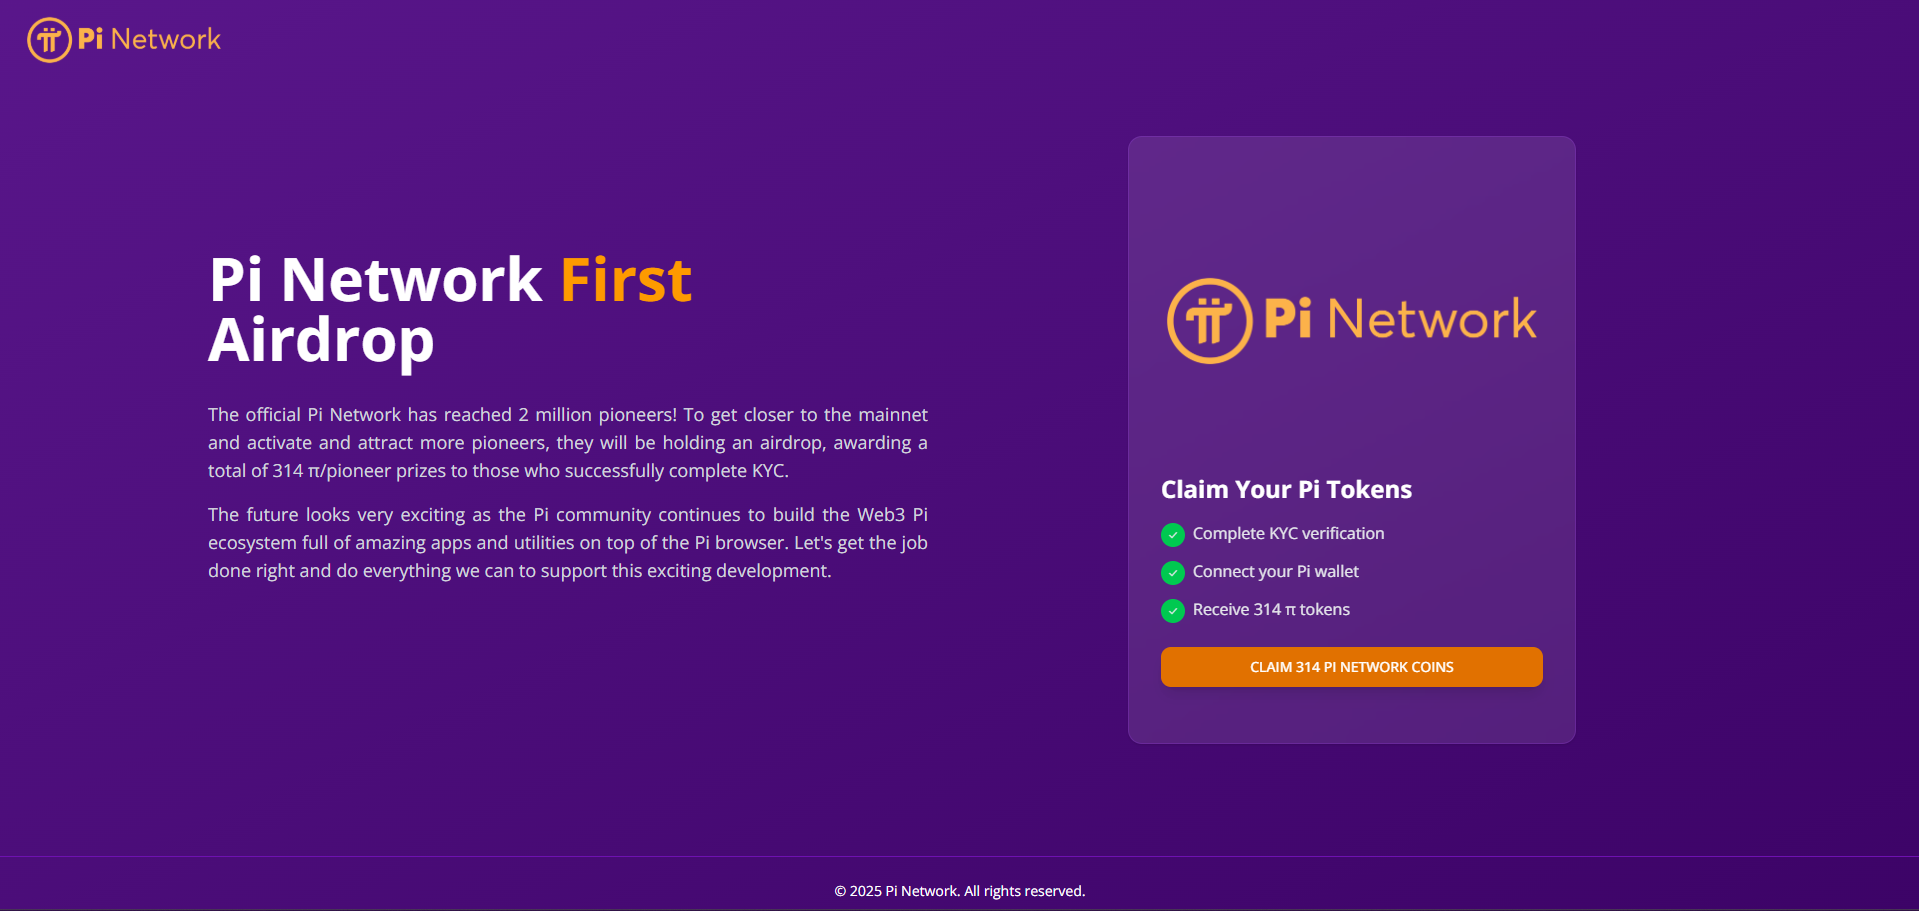 Pi Network
Pi Network First
Airdrop
The official Pi Network has reached 2 million pioneers! To get closer to the mainnet
and activate and attract more pioneers, they will be holding an airdrop, awarding a
total of 314 π/pioneer prizes to those who successfully complete KYC.
The future looks very exciting as the Pi community continues to build the Web3 Pi
ecosystem full of amazing apps and utilities on top of the Pi browser. Let's get the job
done right and do everything we can to support this exciting development.
Pi Network
Claim Your Pi Tokens
Complete KYC verification
Connect your Pi wallet
Receive 314 π tokens
CLAIM 314 PI NETWORK COINS
© 2025 Pi Network. All rights reserved.